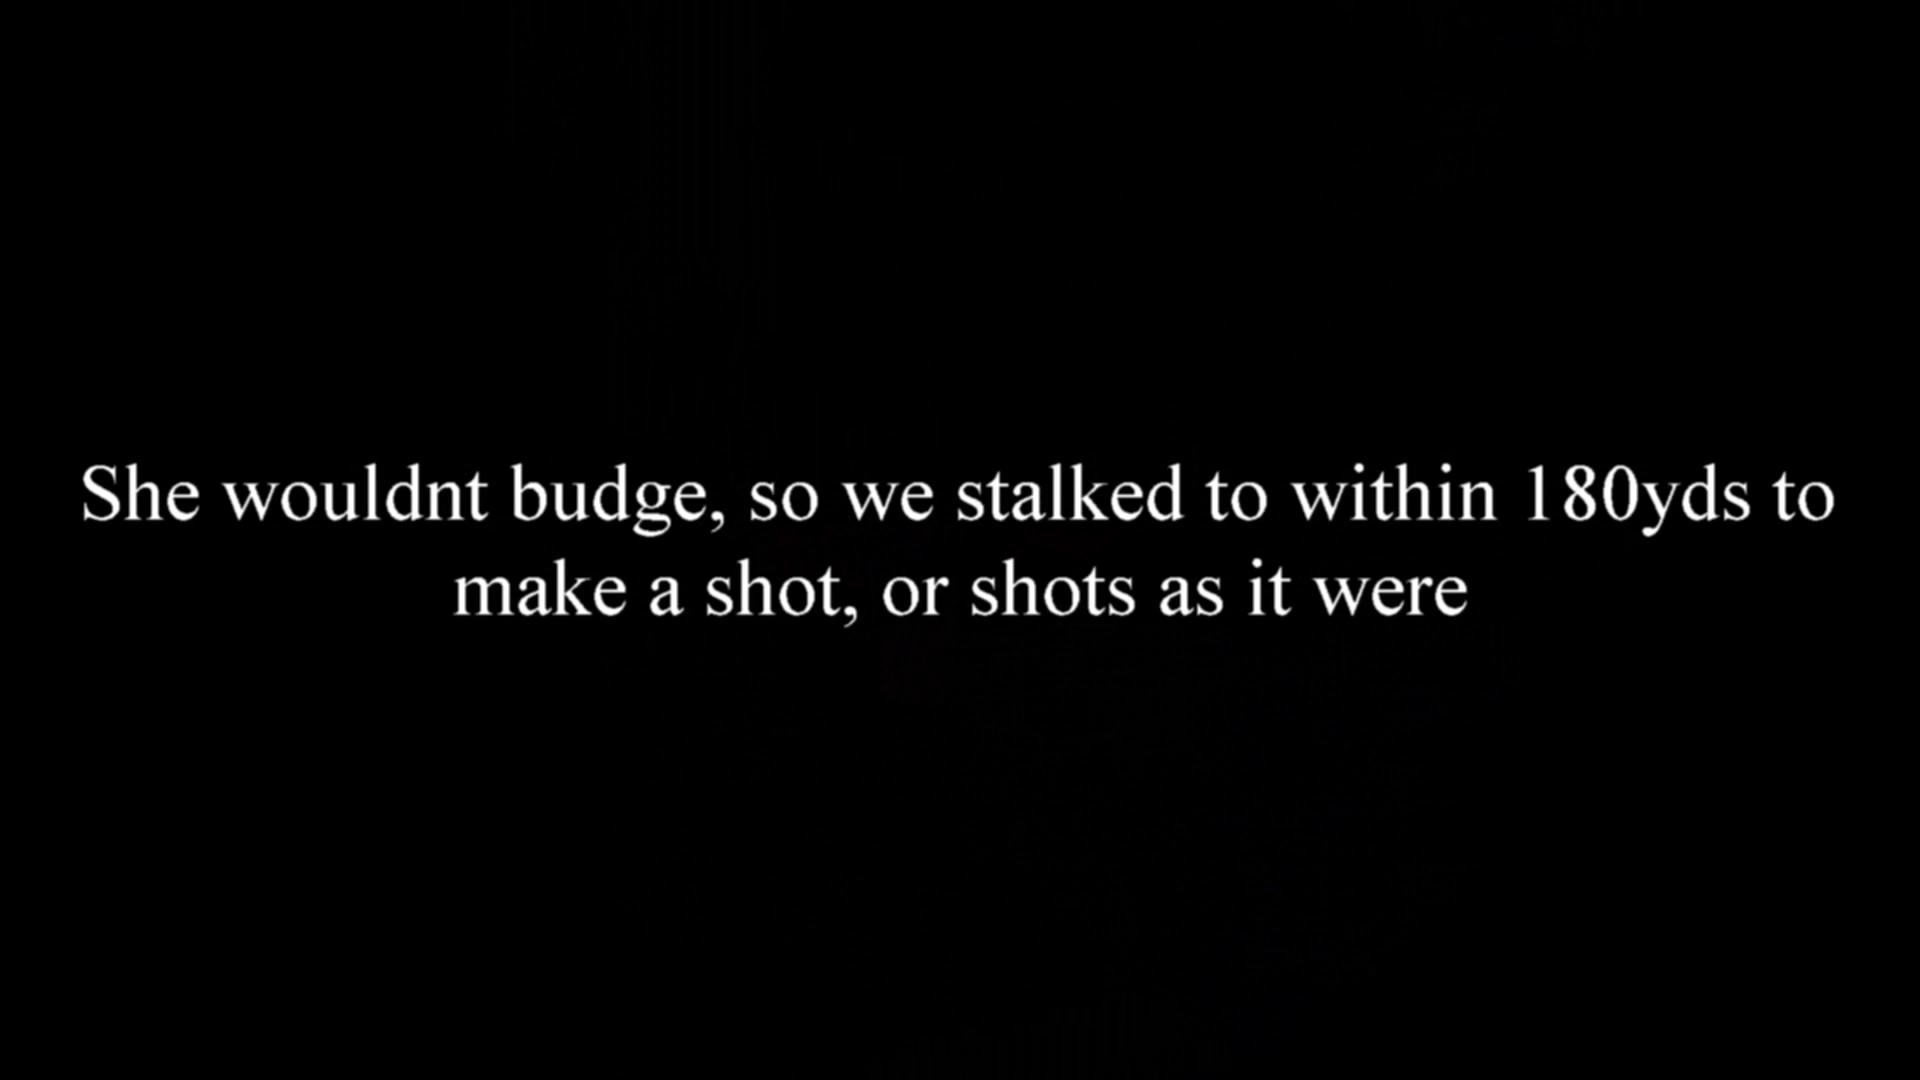 She wouldnt budge, so we stalked to within 180yds to
make a shot, or shots as it were